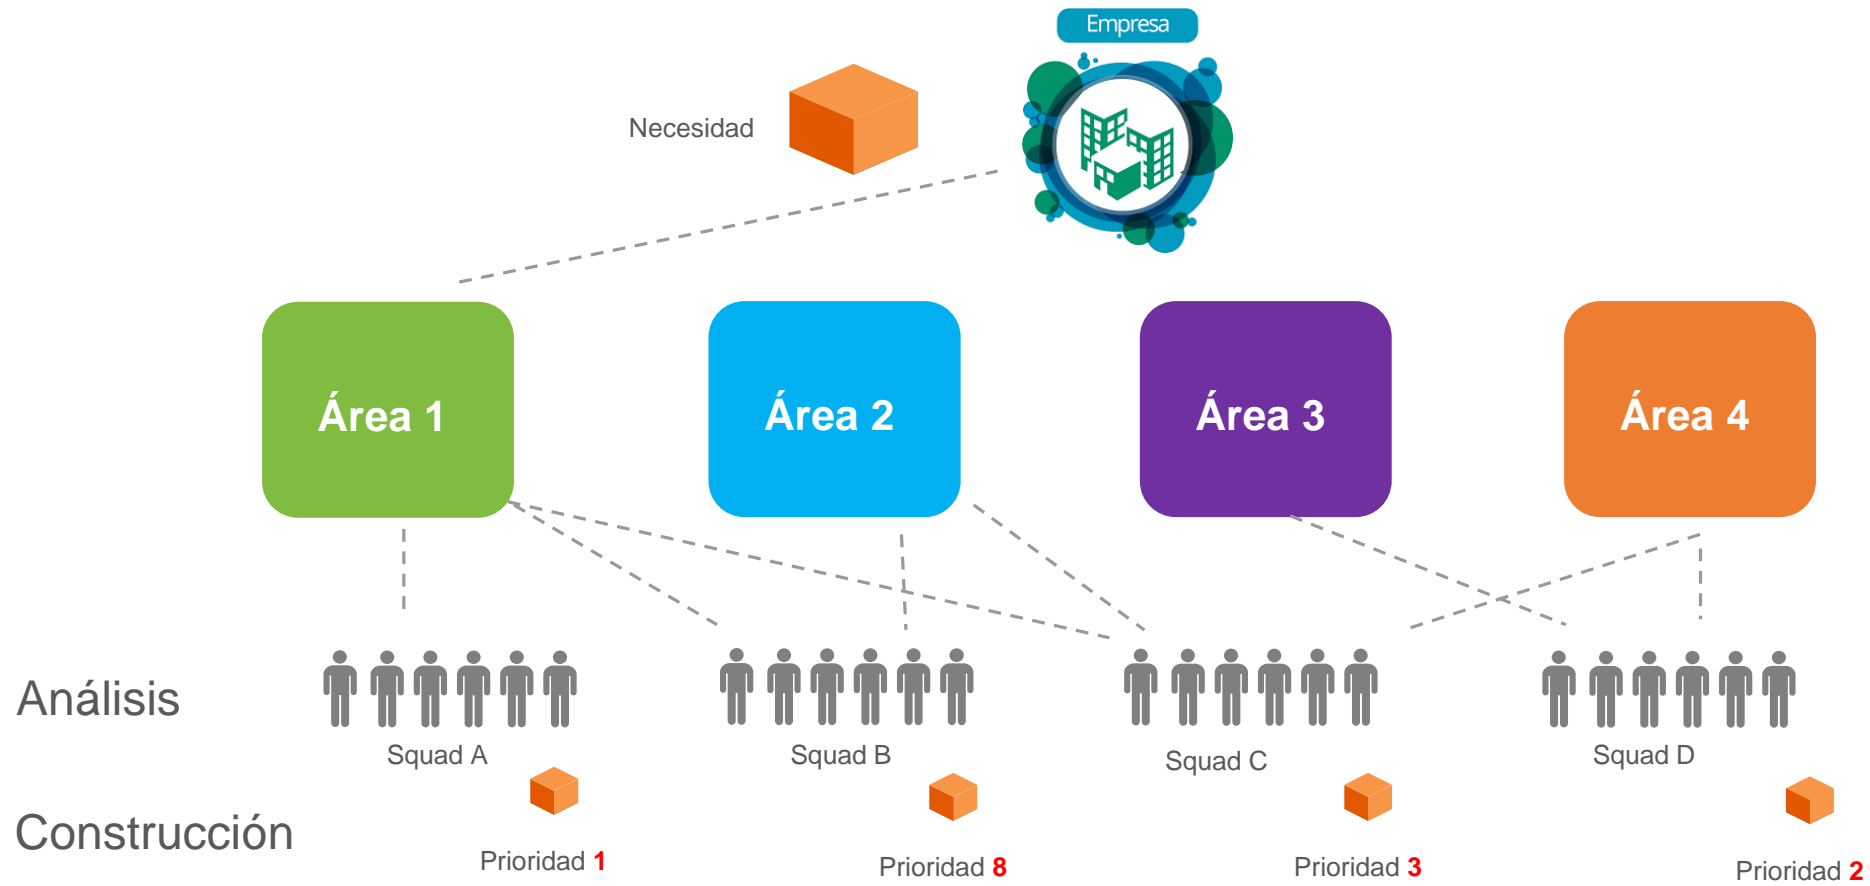 Empresa
Necesidad
Área 1
Área 2
Área 3
Área 4
Análisis
Squad A
Squad B
Squad C
Squad D
Construcción
Prioridad 1
Prioridad 8
Prioridad 3
Prioridad 2